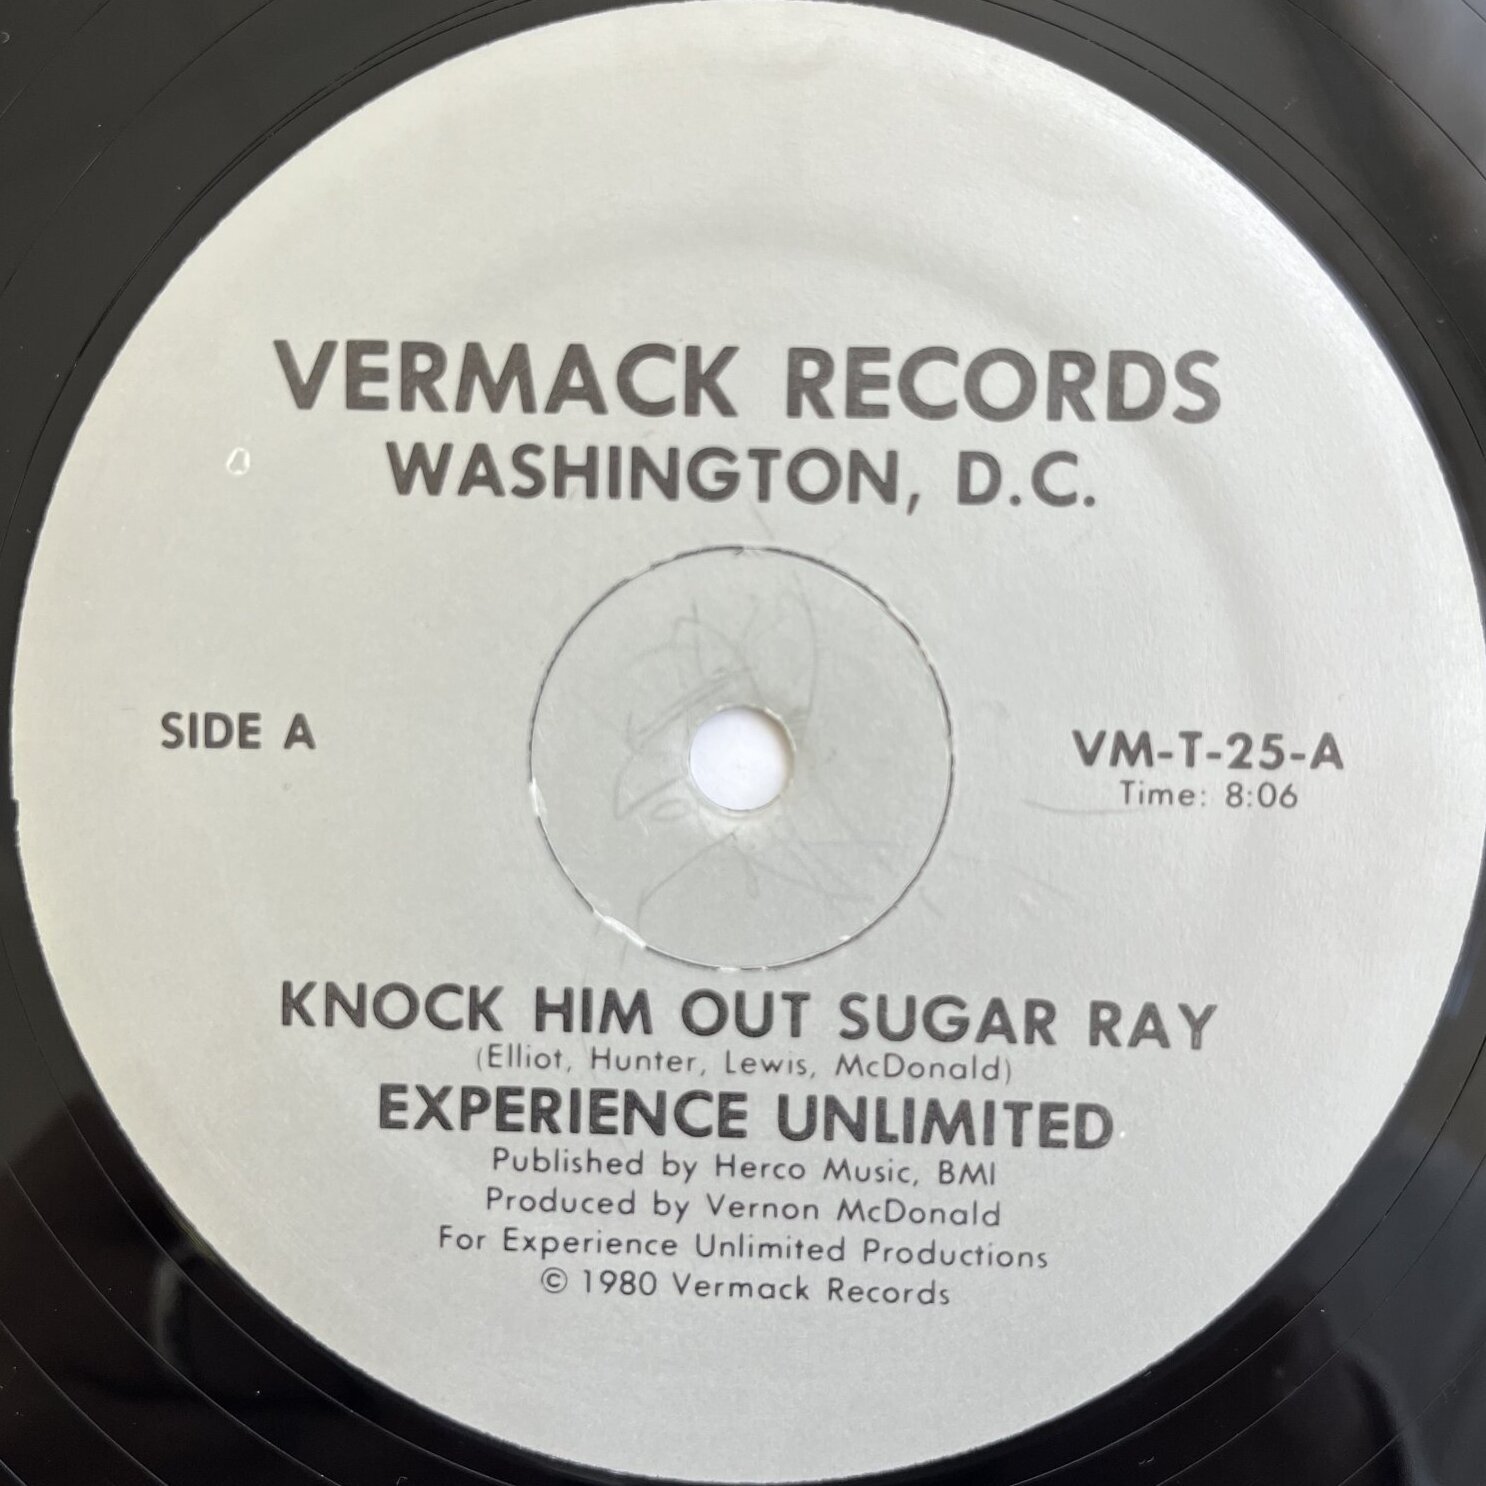 VERMACK RECORDS
WASHINGTON, D.C.
SIDE A
VM-T-25-A
Time: 8:06
KNOCK HIM OUT SUGAR RAY
(Elliot, Hunter, Lewis, McDonald)
EXPERIENCE UNLIMITED
Published by Herco Music, BMI
Produced by Vernon McDonald
For Experience Unlimited Productions
© 1980 Vermack Records